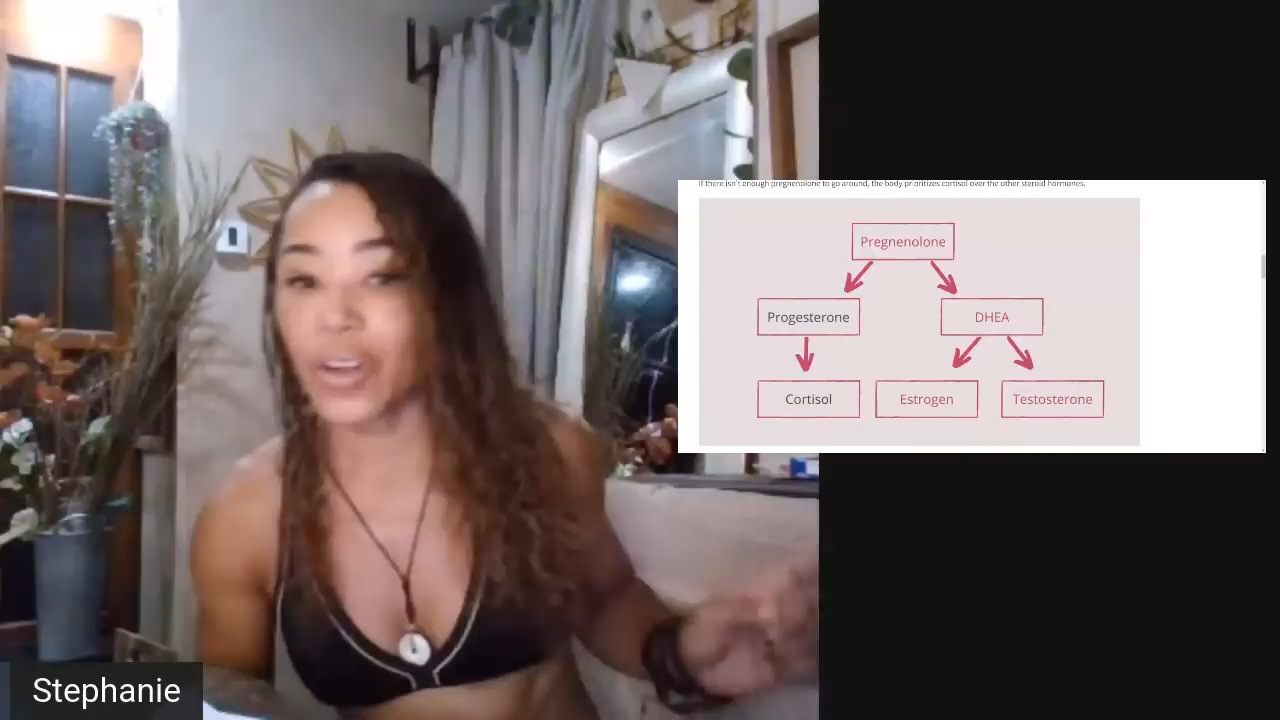 If there isn't enough pregnenolone to go around, the body prioritizes cortisol over the other steroid hormones.
Pregnenolone
Progesterone
DHEA
Cortisol
Estrogen
Testosterone
Stephanie